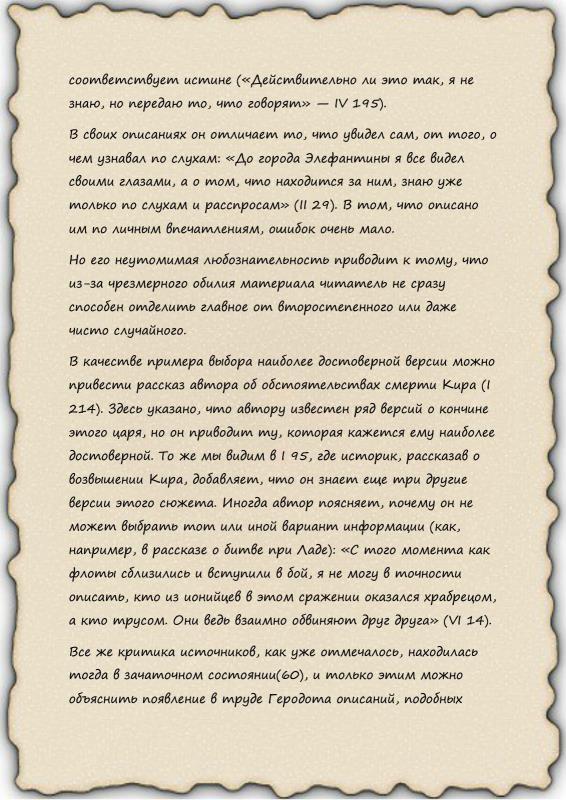 соответствует истине («Действительно ли это так, я не
знаю, но передаю то, что говорят» — IV 195).
В своих описаниях он отличает то, что увидел сам, от того, о
чем узнавал по слухам: «До города Элефантины я все видел
своими глазами, а о том, что находится за ним, знаю уже
только по слухам и расспросам» (II 29). В том, что описано
им по личным впечатлениям, ошибок очень мало.
Но его неутомимая любознательность приводит к тому, что
из-за чрезмерного обилия материала читатель не сразу
способен отделить главное от второстепенного или даже
чисто случайного.
В качестве примера выбора наиболее достоверной версии можно
привести рассказ автора об обстоятельствах смерти Кира (I
214). Здесь указано, что автору известен ряд версий о кончине
этого царя, но он приводит ту, которая кажется ему наиболее
достоверной. То же мы видим в I 95, где историк, рассказав о
возвышении Кира, добавляет, что он знает еще три другие
версии этого сюжета. Иногда автор поясняет, почему он не
может выбрать тот или иной вариант информации (как,
например, в рассказе о битве при Ладе): «С того момента как
флоты сблизились и вступили в бой, я не могу в точности
описать, кто из ионийцев в этом сражении оказался храбрецом,
а кто трусом. Они ведь взаимно обвиняют друг друга» (VI 14).
Все же критика источников, как уже отмечалось, находилась
тогда в зачаточном состоянии(60), и только этим можно
объяснить появление в труде Геродота описаний, подобных